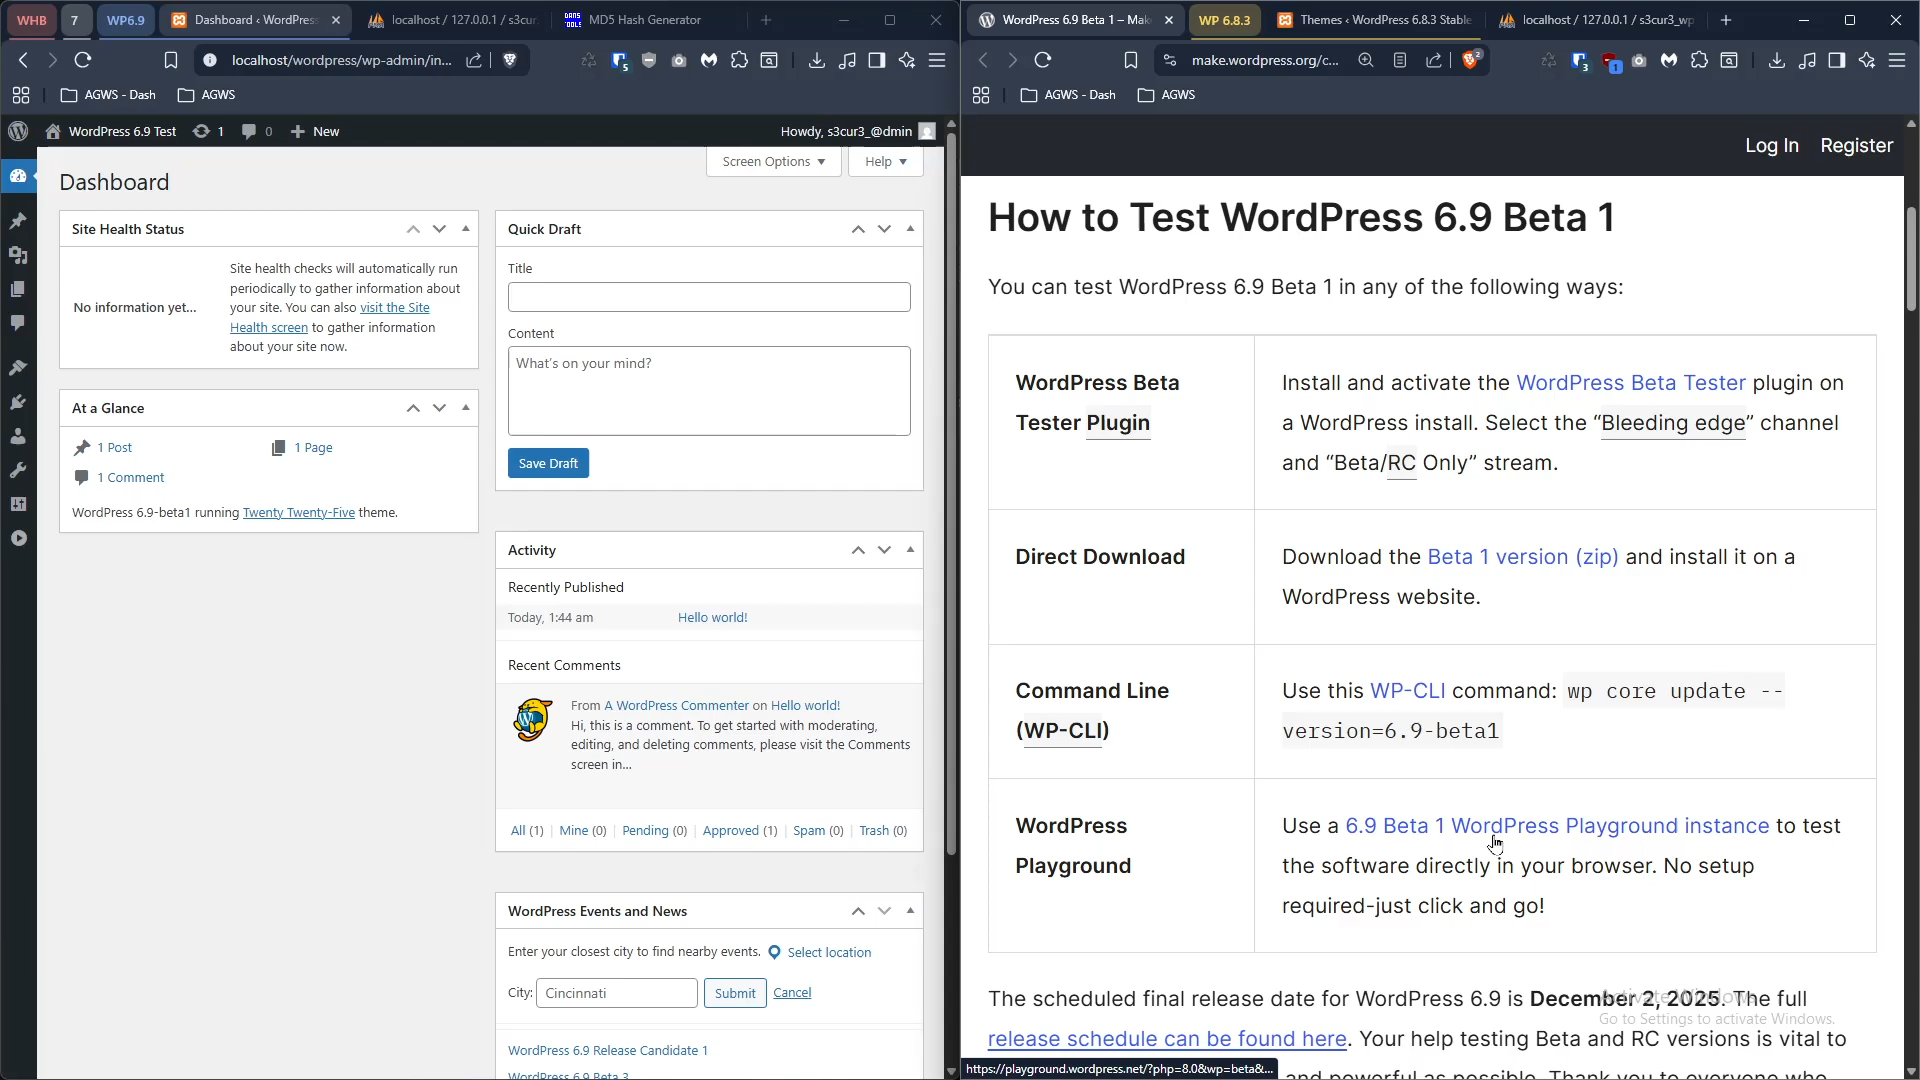 WHB
7
WP6.9
Dashboard ‹ WordPress
localhost / 127.0.0.1 / s3cur
MD5 Hash Generator
localhost/wordpress/wp-admin/in...
5
AGWS - Dash
AGWS
WordPress 6.9 Test
1
0
New
Howdy, s3cur3_@dmin
Screen Options
Help
Dashboard
Site Health Status
No information yet...
Site health checks will automatically run
periodically to gather information about
your site. You can also visit the Site
Health screen to gather information
about your site now.
At a Glance
1 Post
1 Page
1 Comment
WordPress 6.9-beta1 running Twenty Twenty-Five theme.
Quick Draft
Title
Content
What's on your mind?
Save Draft
Activity
Recently Published
Today, 1:44 am
Hello world!
Recent Comments
From A WordPress Commenter on Hello world!
Hi, this is a comment. To get started with moderating,
editing, and deleting comments, please visit the Comments
screen in...
All (1) | Mine (0) | Pending (0) | Approved (1) | Spam (0) | Trash (0)
WordPress Events and News
Enter your closest city to find nearby events.
Select location
City:
Cincinnati
Submit
Cancel
WordPress 6.9 Release Candidate 1
WordPress 6.9 Beta 3
WordPress 6.9 Beta 1 – Mak
WP 6.8.3
Themes ‹ WordPress 6.8.3 Stable
localhost / 127.0.0.1 / s3cur3_wp
make.wordpress.org/c...
2
3
1
AGWS - Dash
AGWS
Log In
Register
How to Test WordPress 6.9 Beta 1
You can test WordPress 6.9 Beta 1 in any of the following ways:
WordPress Beta
Tester Plugin
Install and activate the WordPress Beta Tester plugin on
a WordPress install. Select the “Bleeding edge” channel
and “Beta/RC Only” stream.
Direct Download
Download the Beta 1 version (zip) and install it on a
WordPress website.
Command Line
(WP-CLI)
Use this WP-CLI command: wp core update --
version=6.9-beta1
WordPress
Playground
Use a 6.9 Beta 1 WordPress Playground instance to test
the software directly in your browser. No setup
required-just click and go!
The scheduled final release date for WordPress 6.9 is December 2, 2025. The full
release schedule can be found here. Your help testing Beta and RC versions is vital to
and powerful as possible. Thank you to everyone who
Activate Windows
Go to Settings to activate Windows.
https://playground.wordpress.net/?php=8.0&wp=beta&...